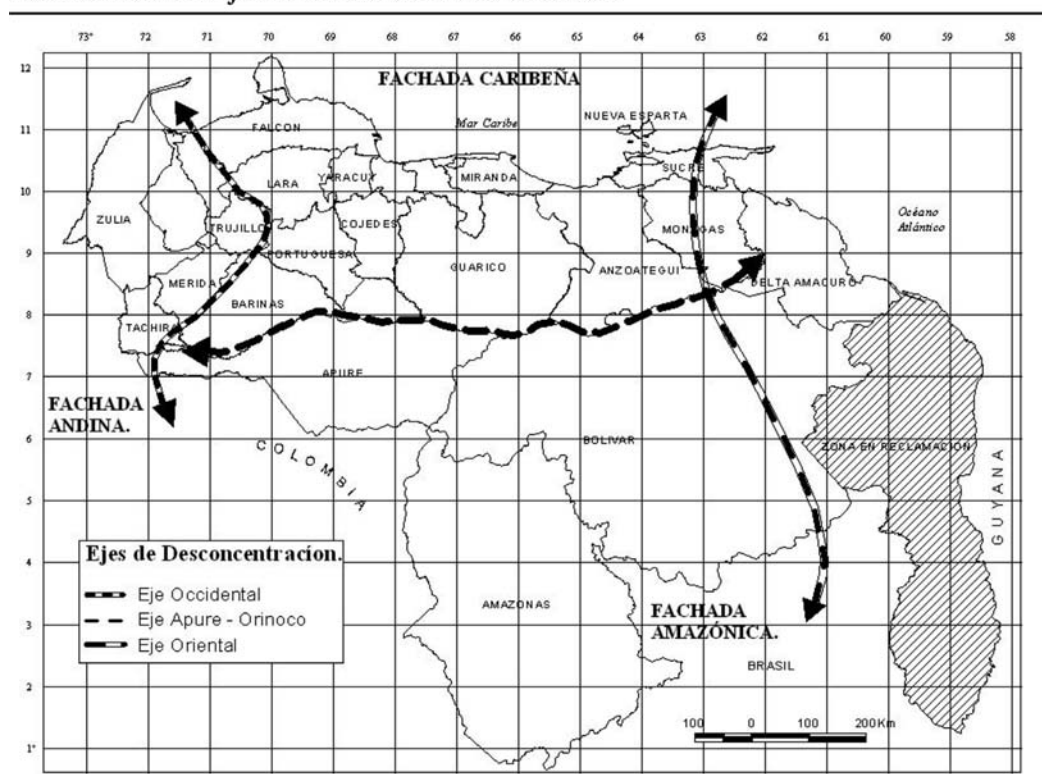 73° 72 71 70 69 68 67 66 65 64 63 62 61 60 59 58
12
11
10
9
8
7
6
5
4
3
2
1°
FACHADA CARIBEÑA
Mar Caribe
NUEVA ESPARTA
FALCON
SUCRE
LARA
YARACUY
MIRANDA
ZULIA
TRUJILLO
COJEDES
MONAGAS
Océano
Atlántico
PORTUGUESA
GUARICO
ANZOATEGUI
MERIDA
BARINAS
DELTA AMACURO
TACHIRA
APURE
FACHADA
ANDINA.
COLOMBIA
BOLIVAR
ZONA EN RECLAMACION
GUYANA
AMAZONAS
FACHADA
AMAZÓNICA.
BRASIL
Ejes de Desconcentracíon.
Eje Occidental
Eje Apure - Orinoco
Eje Oriental
100 0 100 200 Km